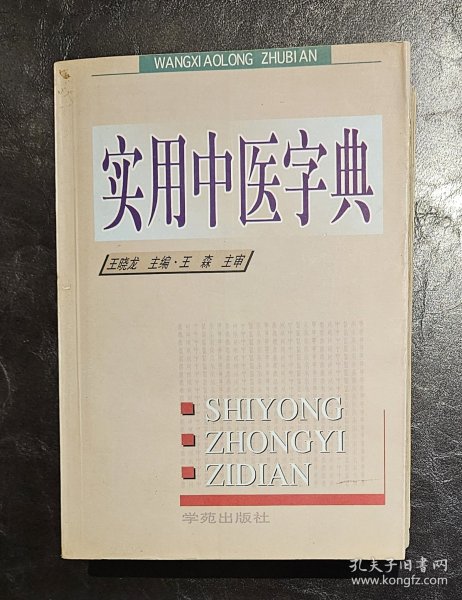 WANGXIAOLONG ZHUBIAN
实用中医字典
王晓龙 主编·王 森 主审
SHIYONG
ZHONGYI
ZIDIAN
学苑出版社
孔夫子旧书网
www.kongfz.com